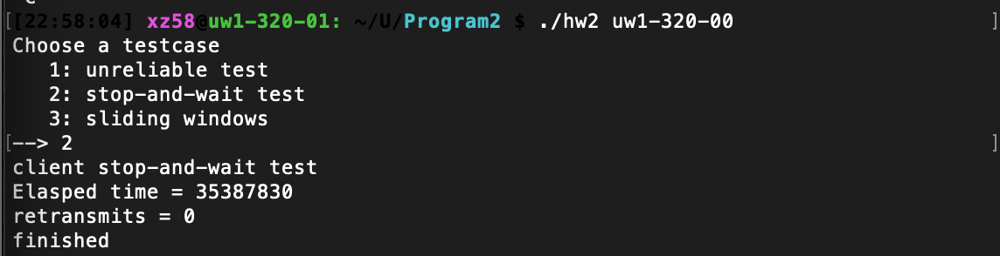 [[22:58:04] xz58@uw1-320-01: ~/U/Program2 $ ./hw2 uw1-320-00 ]
Choose a testcase
   1: unreliable test
   2: stop-and-wait test
   3: sliding windows
[--> 2 ]
client stop-and-wait test
Elasped time = 35387830
retransmits = 0
finished